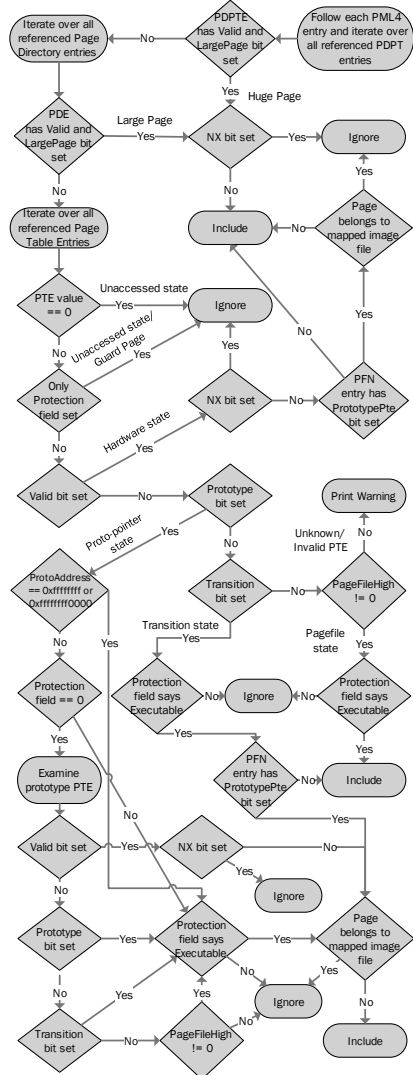 Iterate over all
referenced Page
Directory entries
No
PDPTE
has Valid and
LargePage bit
set
Follow each PML4
entry and iterate over
all referenced PDPT
entries
Yes
Huge Page
PDE
has Valid and
LargePage bit
set
Large Page
Yes
NX bit set
Yes
Ignore
No
No
Yes
Iterate over all
referenced Page
Table Entries
Include
No
Page
belongs to
mapped image
file
PTE value
== 0
Unaccessed state
Yes
Ignore
No
Unaccessed state/
Guard Page
Yes
Yes
No
Yes
Only
Protection
field set
NX bit set
No
PFN
entry has
PrototypePte
bit set
Hardware state
Yes
No
Valid bit set
No
Prototype
bit set
Print Warning
Proto-pointer
state
Yes
No
Unknown/
Invalid PTE
No
ProtoAddress
== 0xffffffff or
0xffffffff0000
Transition
bit set
No
PageFileHigh
!= 0
Transition state
Yes
Pagefile
state
Yes
No
Yes
Protection
field == 0
Protection
field says
Executable
No
Ignore
No
Protection
field says
Executable
Yes
Yes
Yes
Examine
prototype PTE
PFN
entry has
PrototypePte
bit set
No
Include
No
Yes
Valid bit set
Yes
NX bit set
No
Yes
Ignore
No
Prototype
bit set
Yes
Protection
field says
Executable
Yes
Page
belongs to
mapped image
file
No
Yes
No
Yes
Ignore
Yes
No
No
Transition
bit set
No
PageFileHigh
!= 0
Include